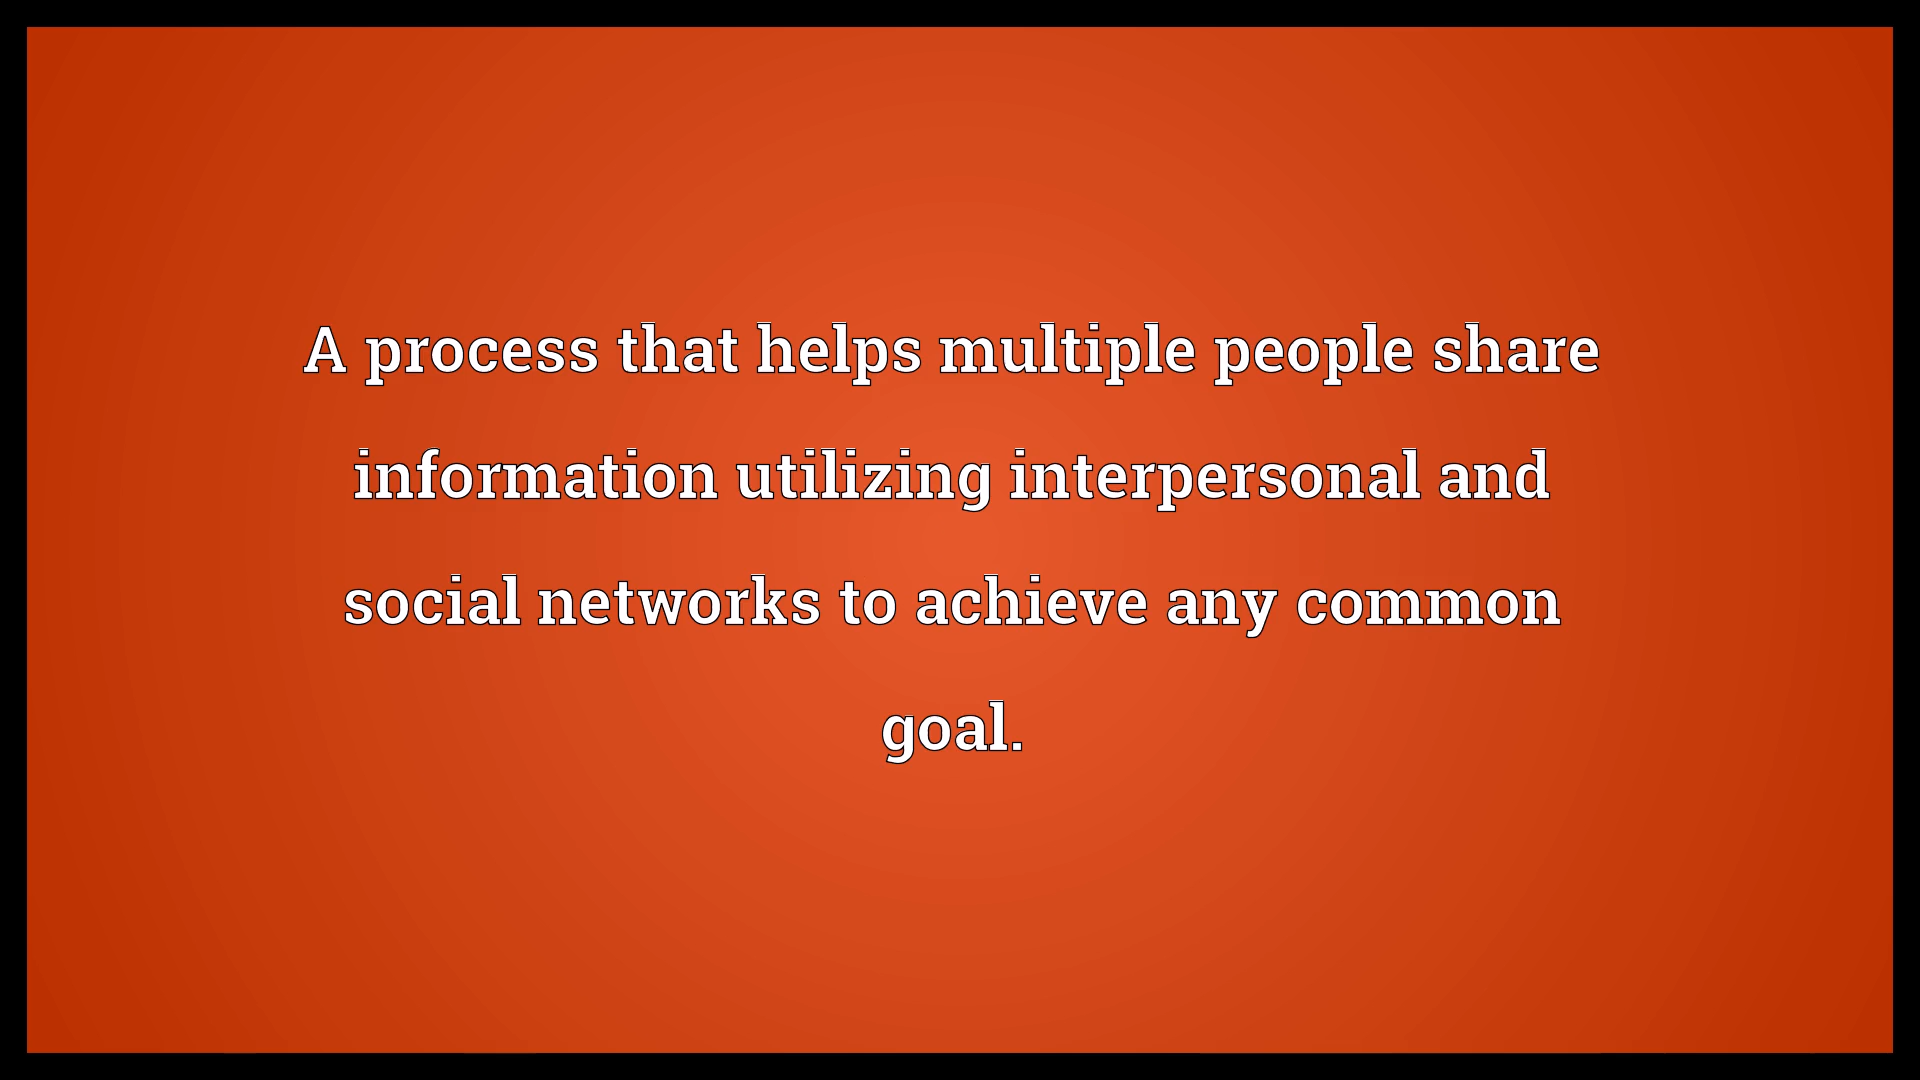 A process that helps multiple people share
information utilizing interpersonal and
social networks to achieve any common
goal.